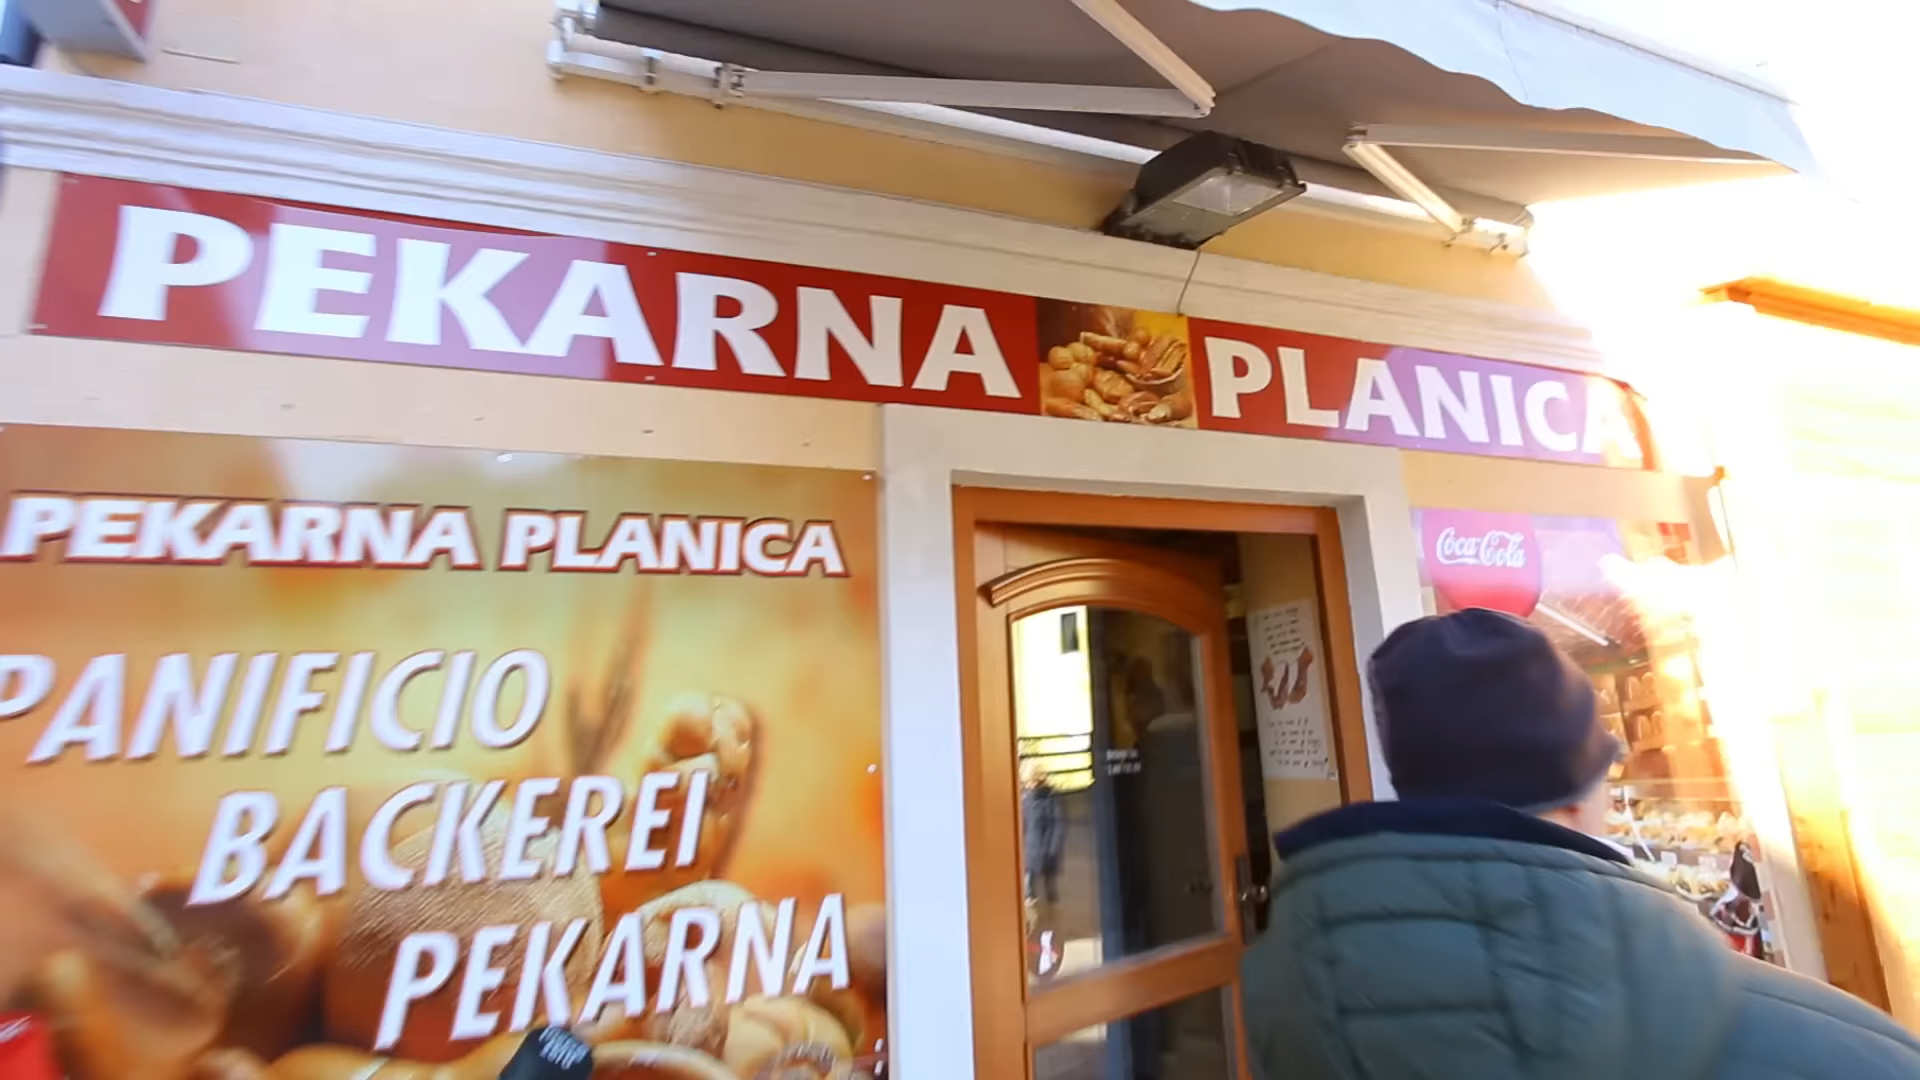 PEKARNA PLANICA
PEKARNA PLANICA
PANIFICIO
BACKEREI
PEKARNA
Coca-Cola